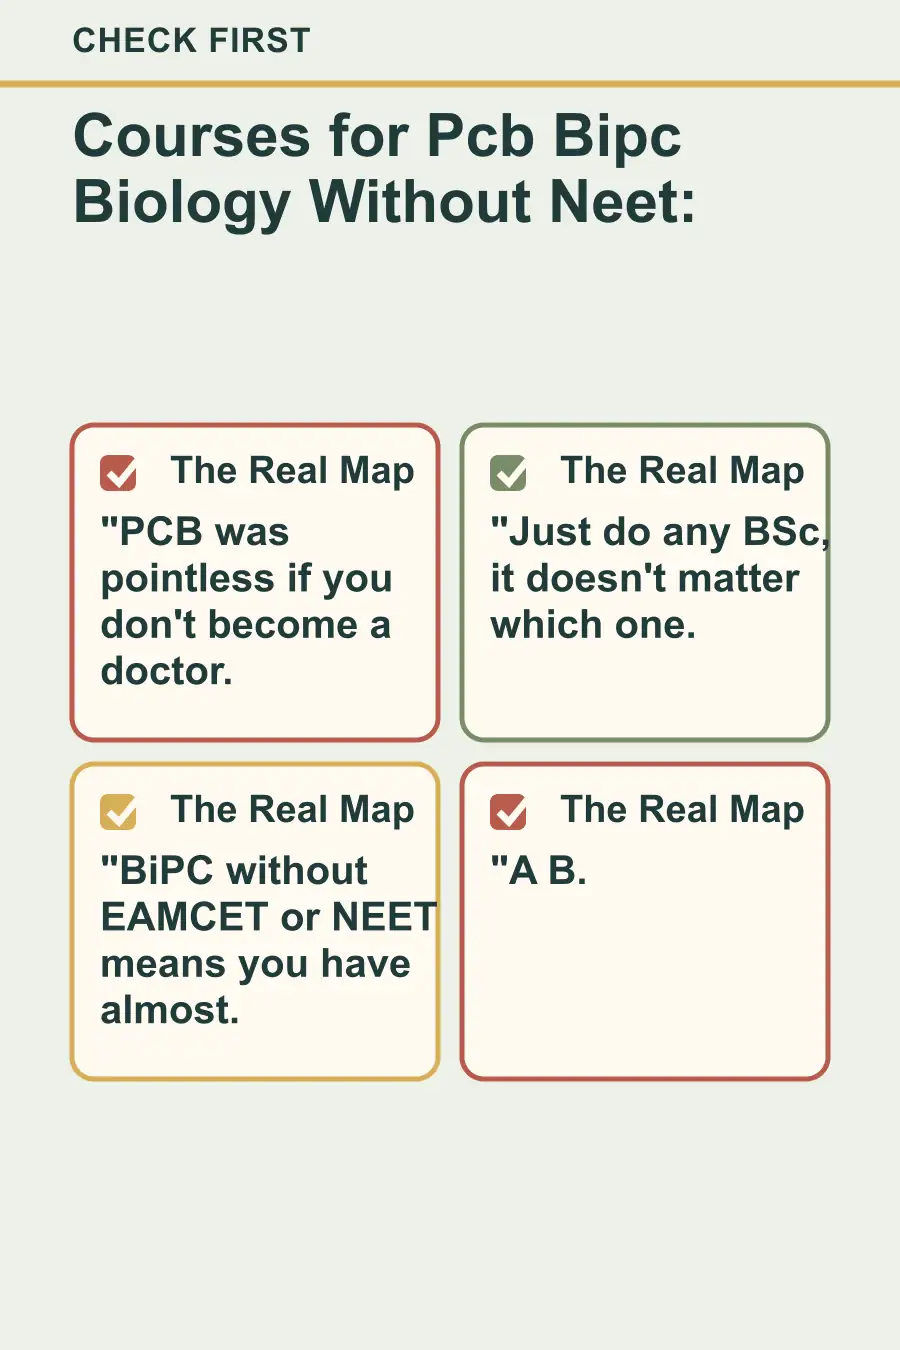 CHECK FIRST
Courses for Pcb Bipc
Biology Without Neet:
The Real Map
"PCB was
pointless if you
don't become a
doctor.
The Real Map
"Just do any BSc,
it doesn't matter
which one.
The Real Map
"BiPC without
EAMCET or NEET
means you have
almost.
The Real Map
"A B.